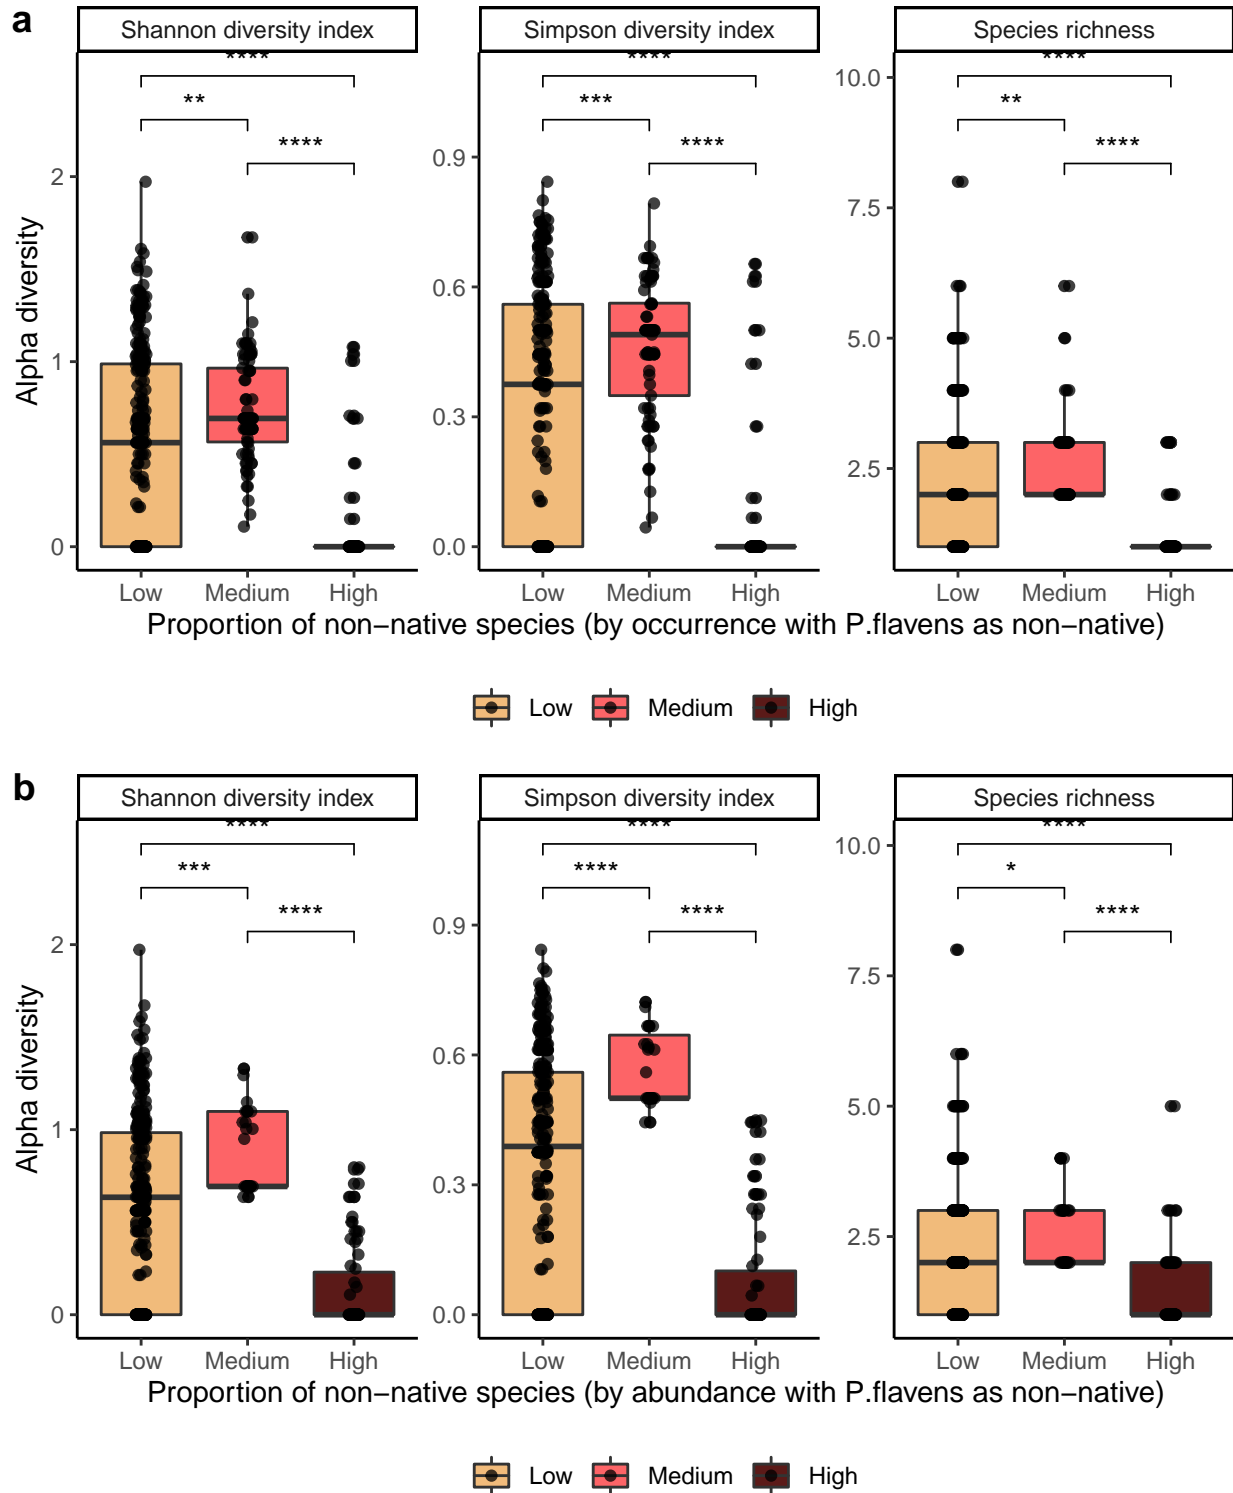 a
Shannon diversity index Simpson diversity index Species richness
**** **** ****
** *** **
**** **** ****
Alpha diversity
2
1
0
0.9
0.6
0.3
0.0
10.0
7.5
5.0
2.5
Low Medium High Low Medium High Low Medium High
Proportion of non−native species (by occurrence with P.flavens as non−native)
Low Medium High
b
Shannon diversity index Simpson diversity index Species richness
**** **** ****
*** **** *
**** **** ****
Alpha diversity
2
1
0
0.9
0.6
0.3
0.0
10.0
7.5
5.0
2.5
Low Medium High Low Medium High Low Medium High
Proportion of non−native species (by abundance with P.flavens as non−native)
Low Medium High